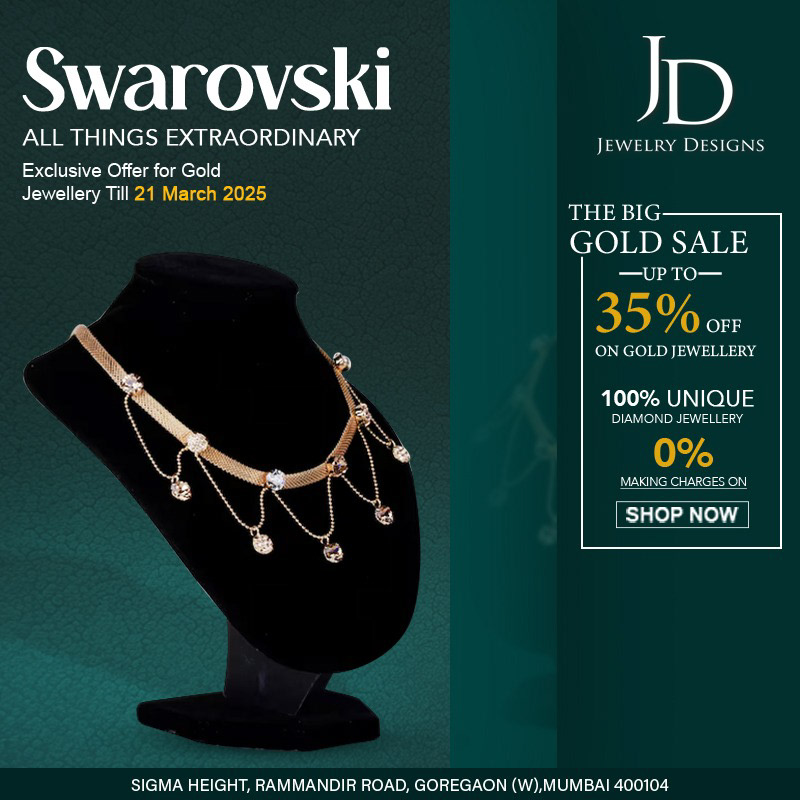 Swarovski
ALL THINGS EXTRAORDINARY
Exclusive Offer for Gold
Jewellery Till 21 March 2025
JD
JEWELRY DESIGNS
THE BIG
GOLD SALE
UP TO
35% OFF
ON GOLD JEWELLERY
100% UNIQUE
DIAMOND JEWELLERY
0%
MAKING CHARGES ON
SHOP NOW
SIGMA HEIGHT, RAMMANDIR ROAD, GOREGAON (W),MUMBAI 400104